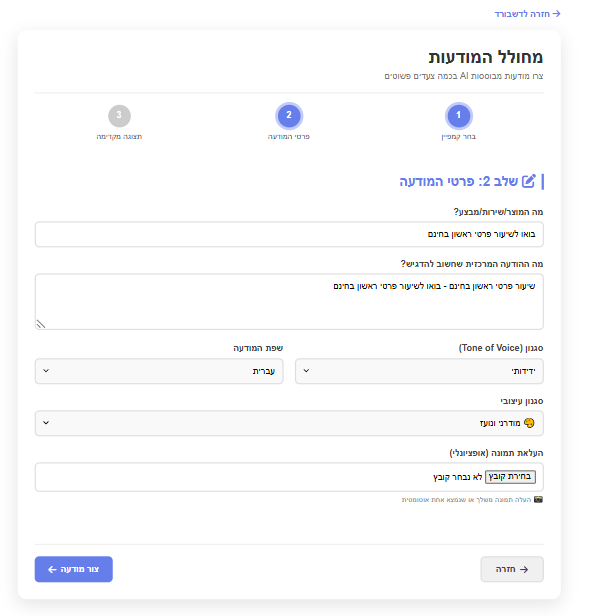 חזרה לדשבורד
מחולל המודעות
צרו מודעות מבוססות AI בכמה צעדים פשוטים
1
2
3
בחר קמפיין
פרטי המודעה
תצוגה מקדימה
שלב 2: פרטי המודעה
מה המוצר/שירות/מבצע?
בואו לשיעור פרטי ראשון בחינם
מה ההודעה המרכזית שחשוב להדגיש?
שיעור פרטי ראשון בחינם - בואו לשיעור פרטי ראשון בחינם
סגנון (Tone of Voice)
שפת המודעה
ידידותי
עברית
סגנון עיצובי
מודרני ונועז
העלאת תמונה (אופציונלי)
בחירת קובץ לא נבחר קובץ
העלה תמונה משלך או שנמצא אחת אוטומטית
חזרה
צור מודעה